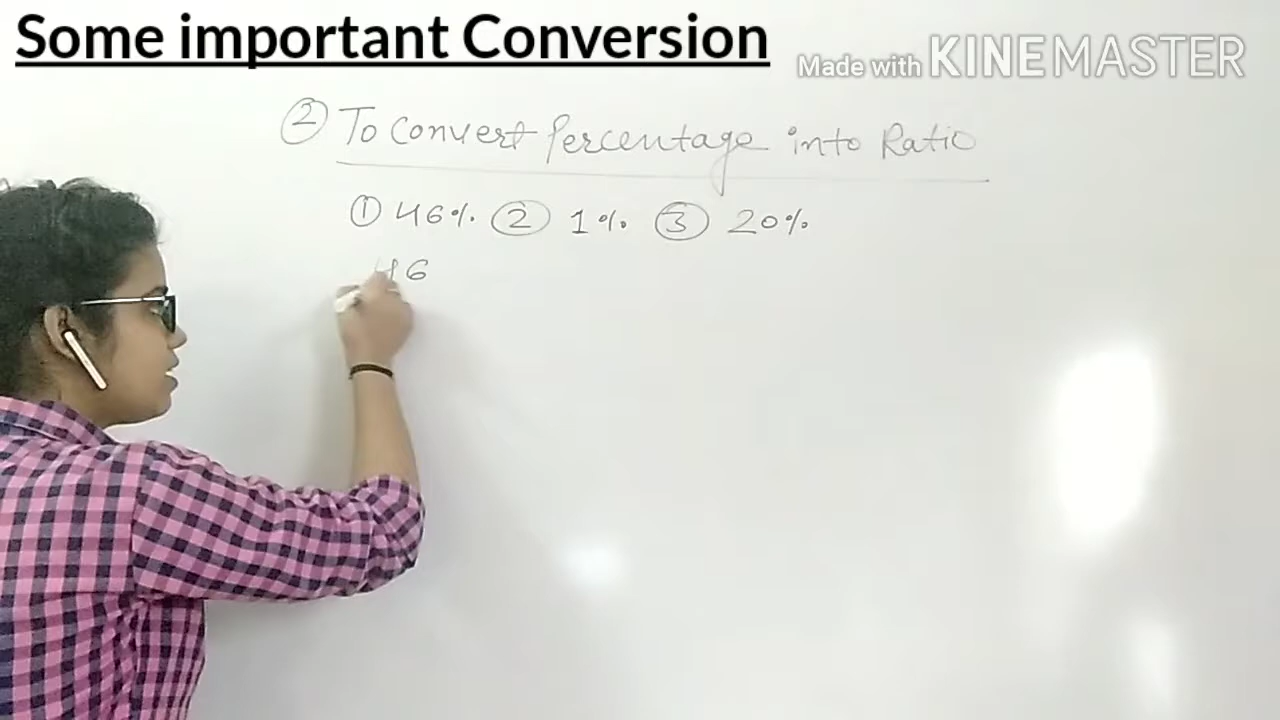 Some important Conversion
Made with KINEMASTER
② To Convert Percentage into Ratio
① 46% ② 1% ③ 20%
46